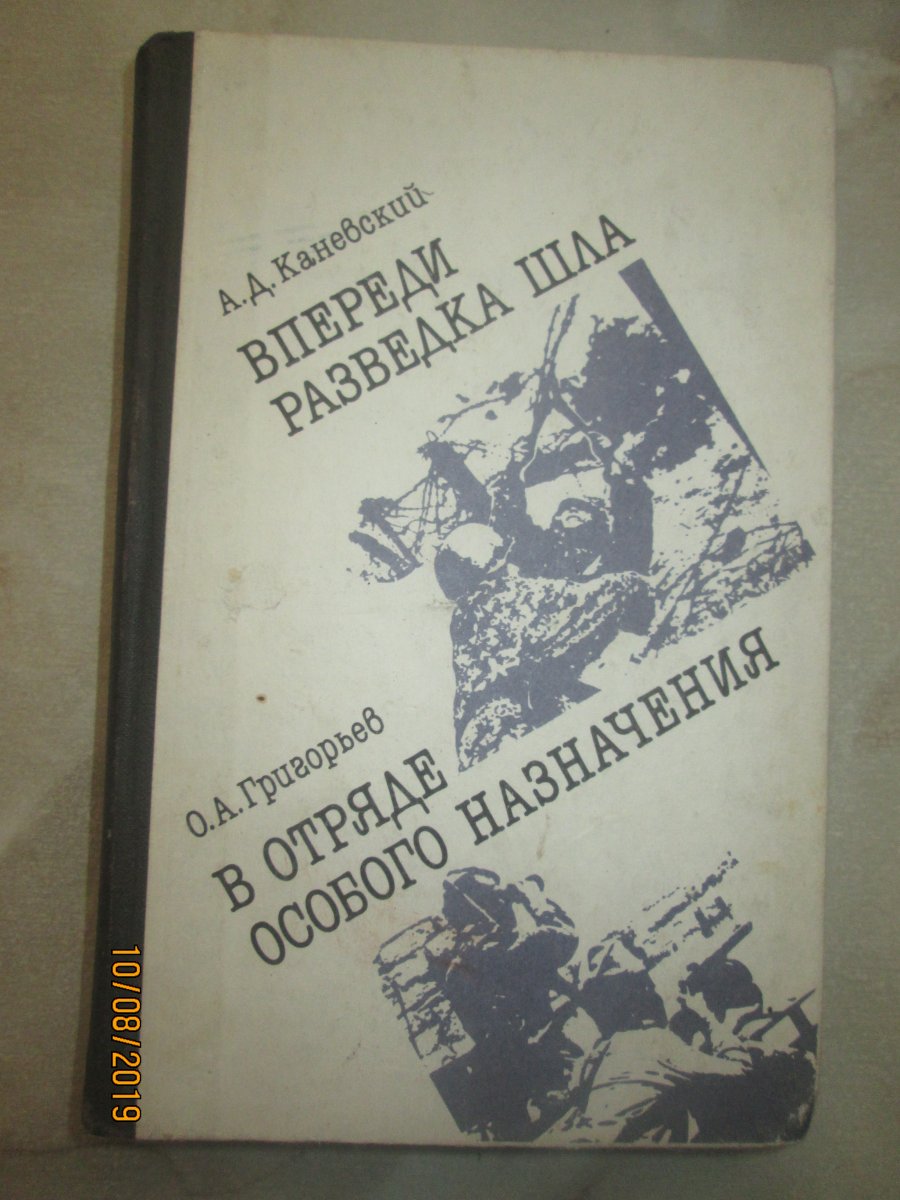 А.Д.Каневский
ВПЕРЕДИ
РАЗВЕДКА ШЛА
О.А.Григорьев
В ОТРЯДЕ
ОСОБОГО НАЗНАЧЕНИЯ
10/08/2019